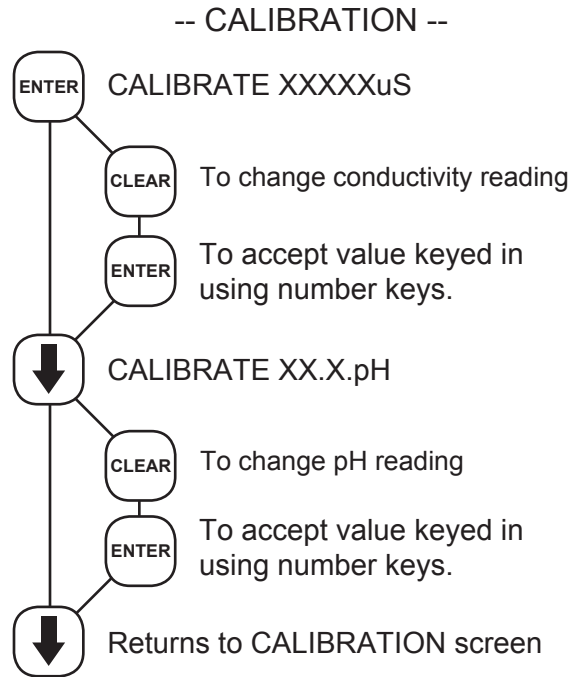 -- CALIBRATION --
ENTER CALIBRATE XXXXXuS
CLEAR To change conductivity reading
ENTER To accept value keyed in
using number keys.
CALIBRATE XX.X.pH
CLEAR To change pH reading
ENTER To accept value keyed in
using number keys.
Returns to CALIBRATION screen